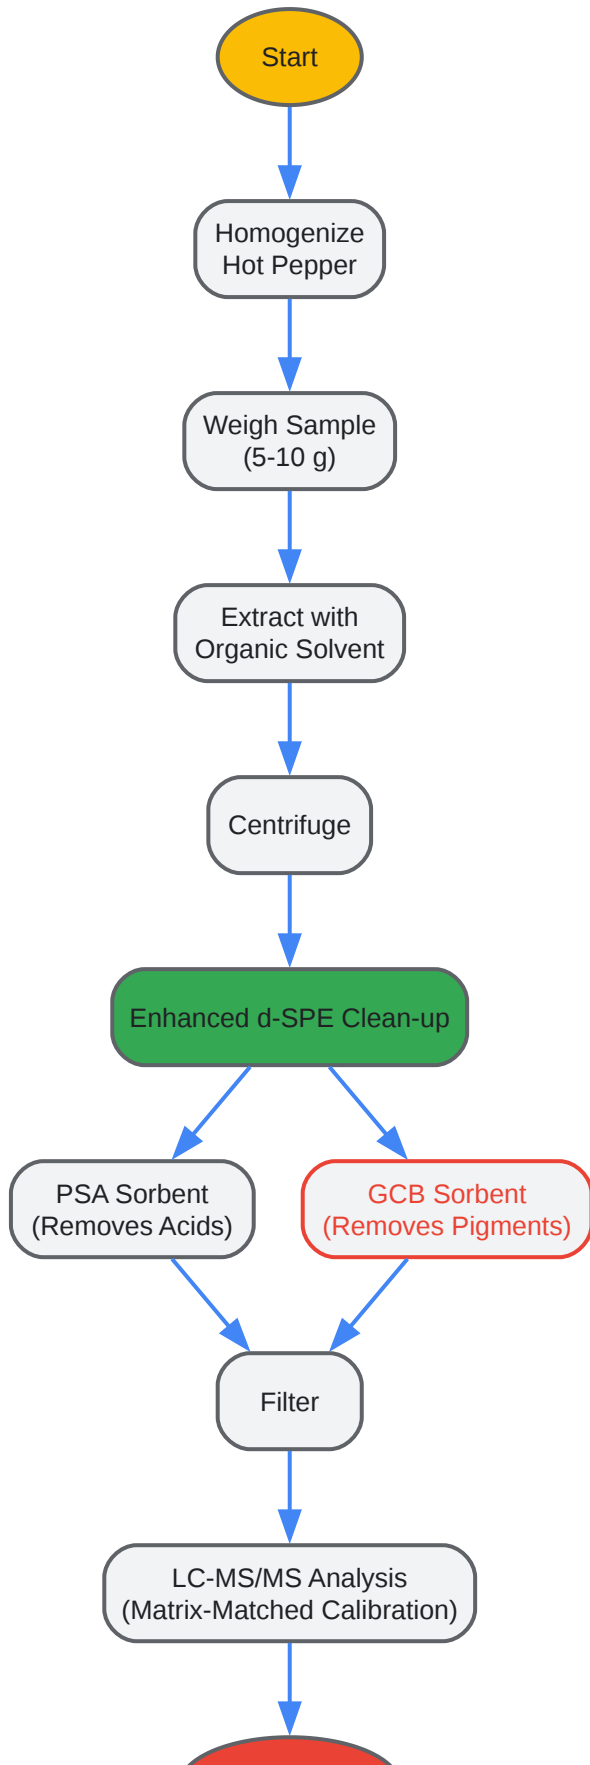 Start
Homogenize
Hot Pepper
Weigh Sample
(5-10 g)
Extract with
Organic Solvent
Centrifuge
Enhanced d-SPE Clean-up
PSA Sorbent
(Removes Acids)
GCB Sorbent
(Removes Pigments)
Filter
LC-MS/MS Analysis
(Matrix-Matched Calibration)